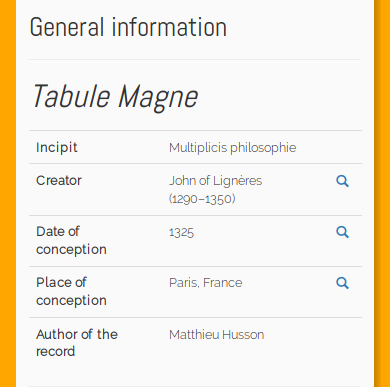 General information
Tabule Magne
Incipit Multiplicis philosophie
Creator John of Lignères
(1290–1350)
Date of 1325
conception
Place of Paris, France
conception
Author of the Matthieu Husson
record